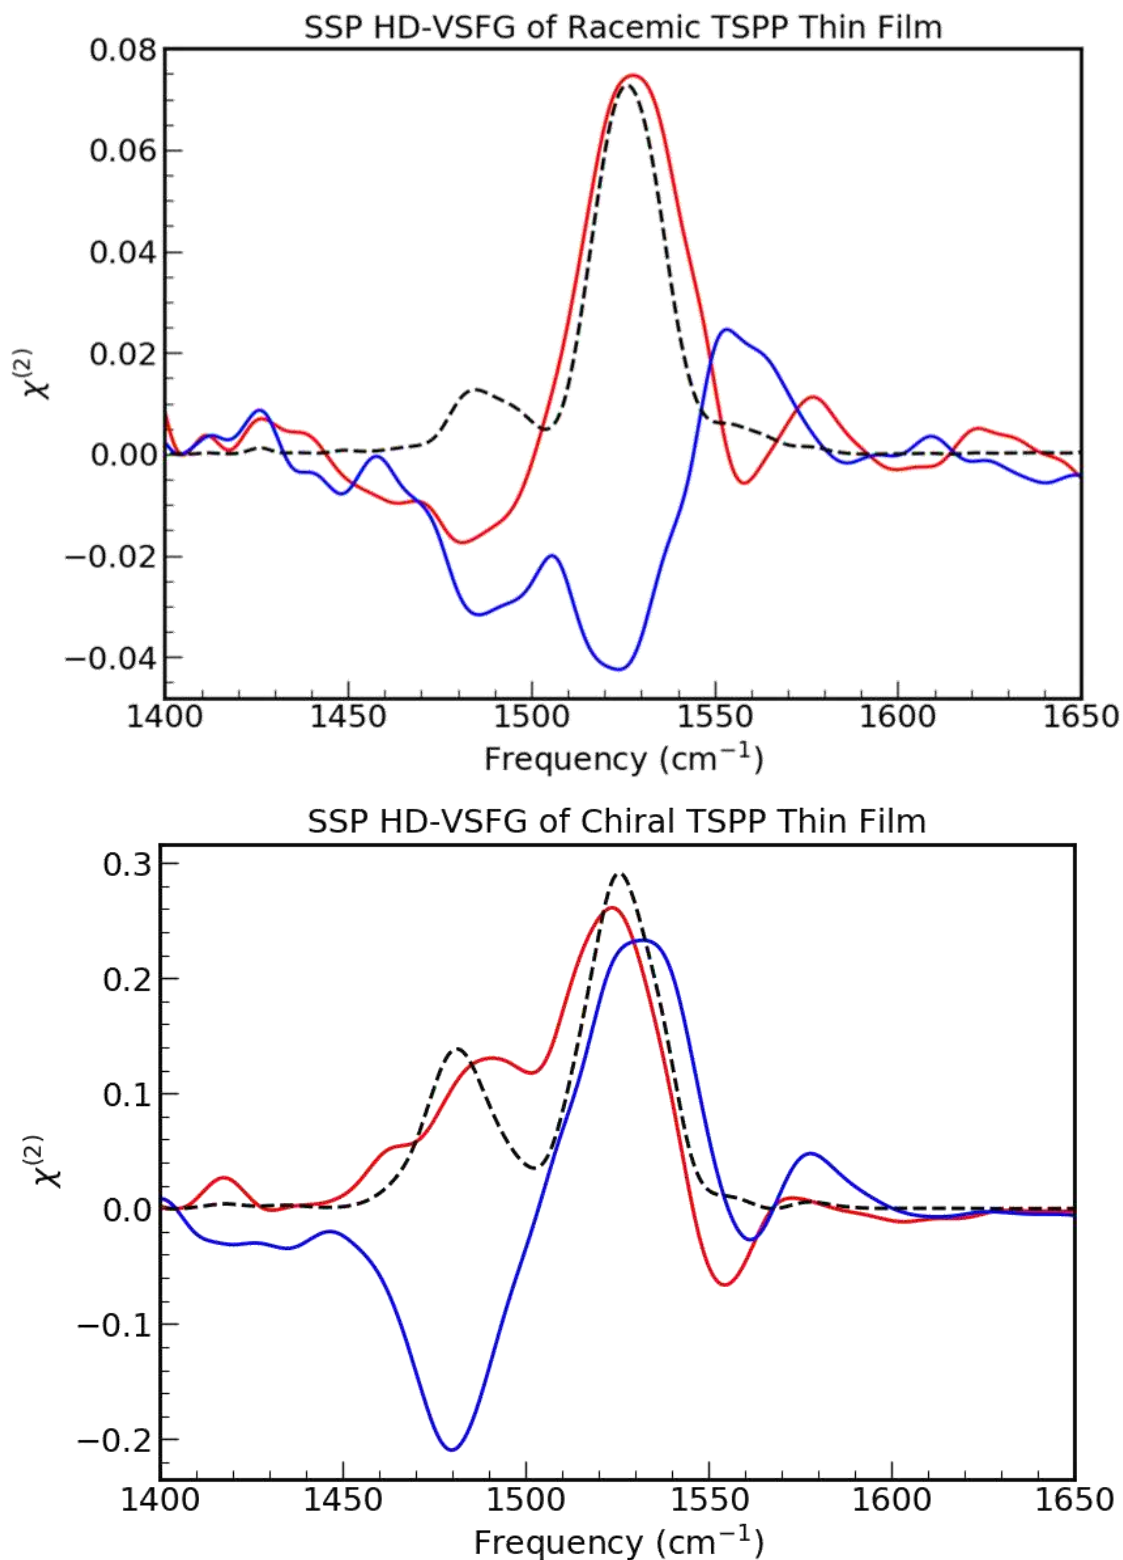 SSP HD-VSFG of Racemic TSPP Thin Film
0.08
0.06
0.04
0.02
0.00
−0.02
−0.04
χ(2)
1400 1450 1500 1550 1600 1650
Frequency (cm−1)
SSP HD-VSFG of Chiral TSPP Thin Film
0.3
0.2
0.1
0.0
−0.1
−0.2
χ(2)
1400 1450 1500 1550 1600 1650
Frequency (cm−1)